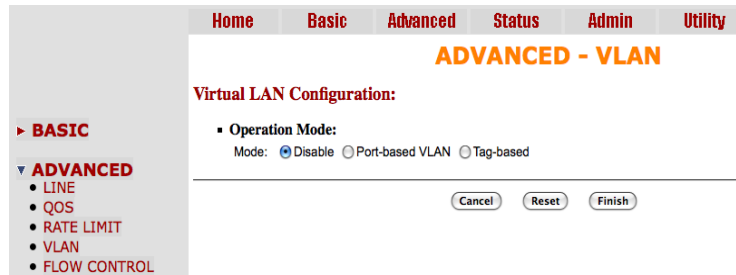 Home Basic Advanced Status Admin Utility
ADVANCED - VLAN
Virtual LAN Configuration:
Operation Mode:
Mode: Disable Port-based VLAN Tag-based
Cancel Reset Finish
BASIC
ADVANCED
LINE
QOS
RATE LIMIT
VLAN
FLOW CONTROL